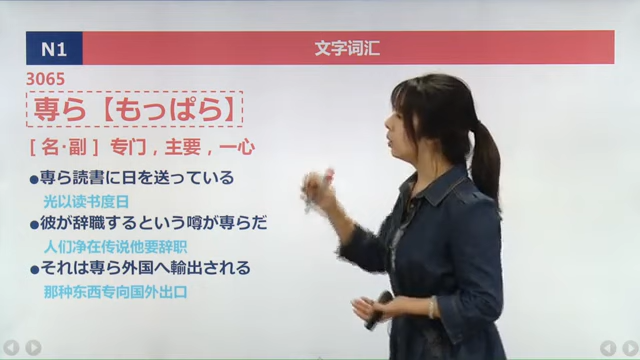 N1
文字词汇
3065
専ら【もっぱら】
[ 名·副 ] 专门，主要，一心
●専ら読書に日を送っている
光以读书度日
●彼が辞職するという噂が専らだ
人们净在传说他要辞职
●それは専ら外国へ輸出される
那种东西专向国外出口